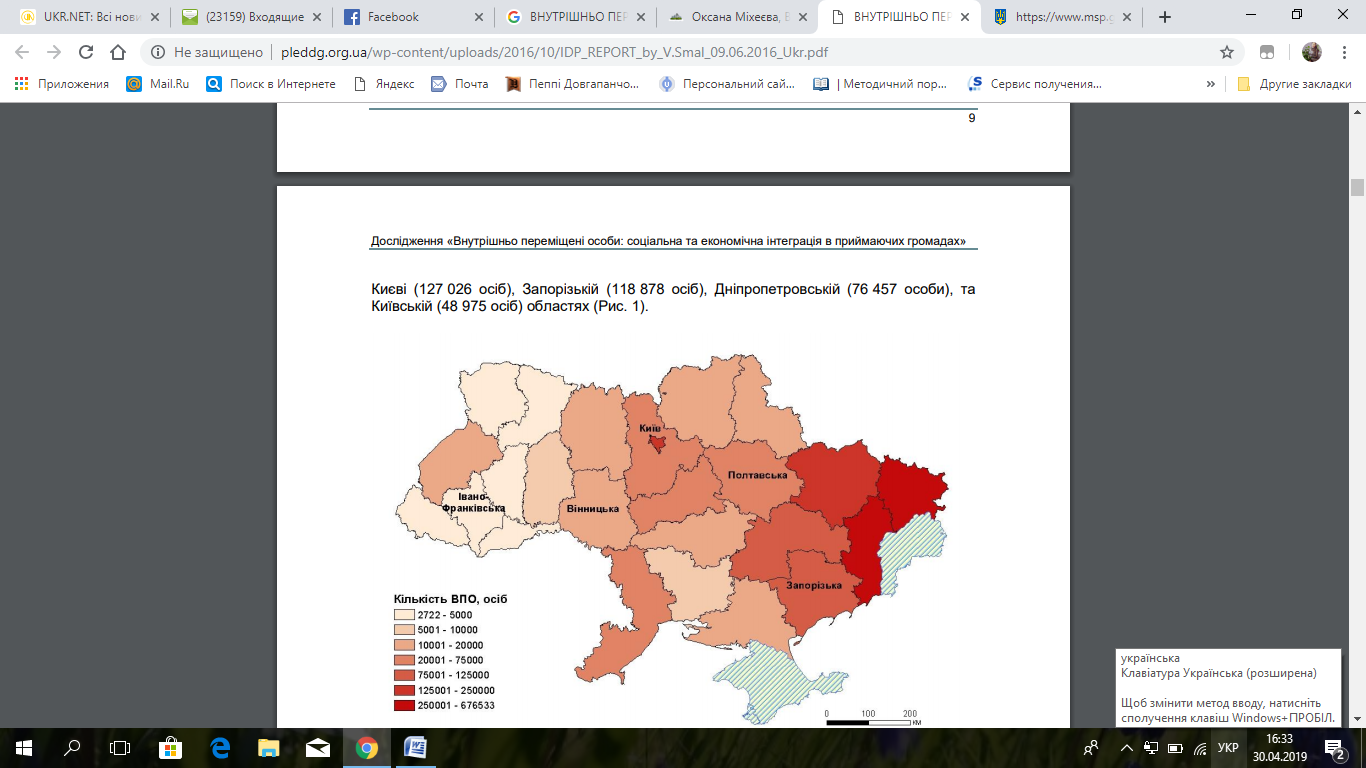 UKR.NET: Всі нови
(23159) Входящие
Facebook
ВНУТРІШНЬО ПЕР
Оксана Міхеєва, В
ВНУТРІШНЬО ПЕР
https://www.msp.g
Не защищено | pleddg.org.ua/wp-content/uploads/2016/10/IDP_REPORT_by_V.Smal_09.06.2016_Ukr.pdf
Приложения
Mail.Ru
Поиск в Интернете
Яндекс
Почта
Пеппі Довгапанчо...
Персональный сай...
| Методичний пор...
Сервис получения...
»
Другие закладки
9
Дослідження «Внутрішньо переміщені особи: соціальна та економічна інтеграція в приймаючих громадах»
Києві (127 026 осіб), Запорізькій (118 878 осіб), Дніпропетровській (76 457 особи), та
Київській (48 975 осіб) областях (Рис. 1).
Київ
Полтавська
Івано-
Франківська
Вінницька
Запорізька
Кількість ВПО, осіб
2722 - 5000
5001 - 10000
10001 - 20000
20001 - 75000
75001 - 125000
125001 - 250000
250001 - 676533
0 100 200
км
українська
Клавіатура Українська (розширена)
Щоб змінити метод вводу, натисніть
сполучення клавіш Windows+ПРОБІЛ.
УКР
16:33
30.04.2019
2